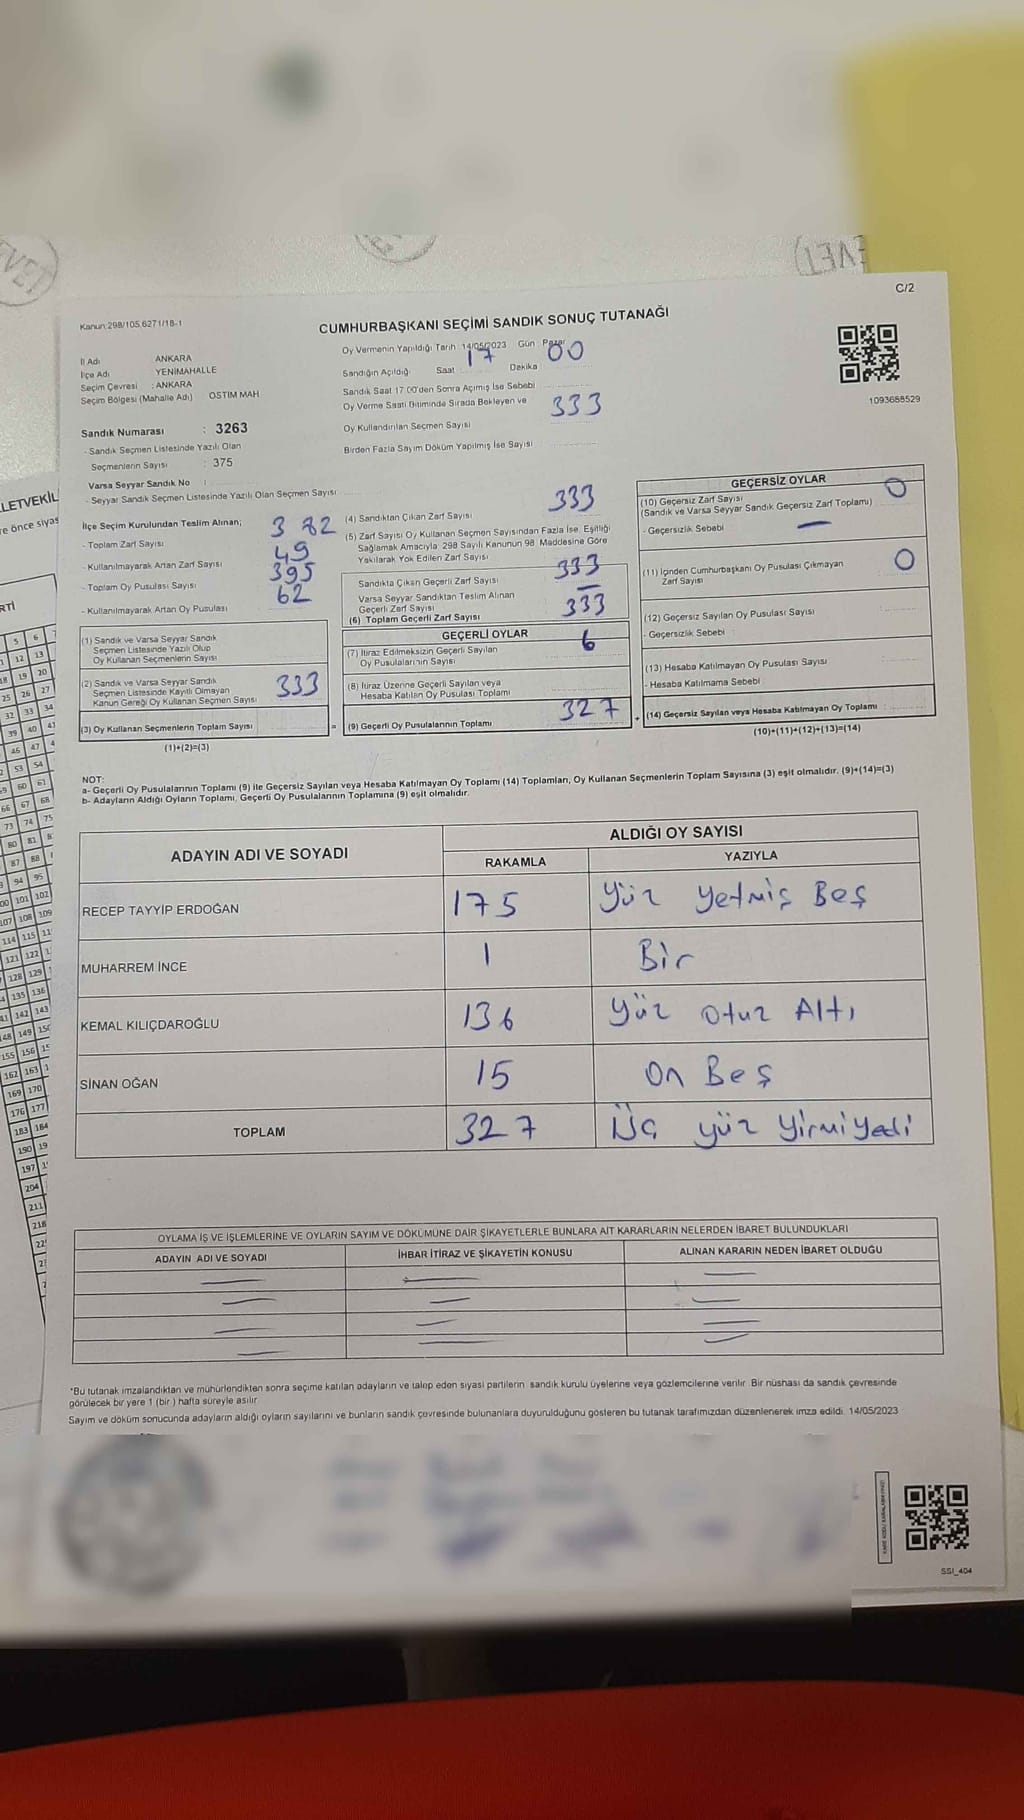 EVET
C/2
Kanun:298/105,6271/18-1
CUMHURBAŞKANI SEÇİMİ SANDIK SONUÇ TUTANAĞI
İl Adı ANKARA
İlçe Adı YENİMAHALLE
Seçim Çevresi : ANKARA
Seçim Bölgesi (Mahalle Adı) OSTİM MAH
Oy Vermenin Yapıldığı Tarih 14/05/2023 Gün Pazar
Sandığın Açıldığı Saat 17 Dakika 00
Sandık Saat 17:00'den Sonra Açılmış İse Sebebi
Oy Verme Saati Bitiminde Sırada Bekleyen ve
Oy Kullandırılan Seçmen Sayısı 333
Birden Fazla Sayım Döküm Yapılmış İse Sayısı
1093688529
Sandık Numarası : 3263
- Sandık Seçmen Listesinde Yazılı Olan
Seçmenlerin Sayısı : 375
Varsa Seyyar Sandık No :
- Seyyar Sandık Seçmen Listesinde Yazılı Olan Seçmen Sayısı
İlçe Seçim Kurulundan Teslim Alınan;
- Toplam Zarf Sayısı 382
- Kullanılmayarak Artan Zarf Sayısı 49
- Toplam Oy Pusulası Sayısı 395
- Kullanılmayarak Artan Oy Pusulası 62
(1) Sandık ve Varsa Seyyar Sandık
Seçmen Listesinde Yazılı Olup
Oy Kullanan Seçmenlerin Sayısı
(2) Sandık ve Varsa Seyyar Sandık
Seçmen Listesinde Kayıtlı Olmayan
Kanun Gereği Oy Kullanan Seçmen Sayısı 333
(3) Oy Kullanan Seçmenlerin Toplam Sayısı
(1)+(2)=(3)
(4) Sandıktan Çıkan Zarf Sayısı 333
(5) Zarf Sayısı Oy Kullanan Seçmen Sayısından Fazla İse, Eşitliği
Sağlamak Amacıyla 298 Sayılı Kanunun 98. Maddesine Göre
Yakılarak Yok Edilen Zarf Sayısı
Sandıkta Çıkan Geçerli Zarf Sayısı 333
Varsa Seyyar Sandıktan Teslim Alınan
Geçerli Zarf Sayısı —
(6) Toplam Geçerli Zarf Sayısı 333
GEÇERLİ OYLAR
(7) İtiraz Edilmeksizin Geçerli Sayılan
Oy Pusulalarının Sayısı 6
(8) İtiraz Üzerine Geçerli Sayılan veya
Hesaba Katılan Oy Pusulası Toplamı
= (9) Geçerli Oy Pusulalarının Toplamı 327 +
GEÇERSİZ OYLAR
(10) Geçersiz Zarf Sayısı 0
(Sandık ve Varsa Seyyar Sandık Geçersiz Zarf Toplamı)
- Geçersizlik Sebebi —
(11) İçinden Cumhurbaşkanı Oy Pusulası Çıkmayan
Zarf Sayısı 0
(12) Geçersiz Sayılan Oy Pusulası Sayısı
- Geçersizlik Sebebi :
(13) Hesaba Katılmayan Oy Pusulası Sayısı
- Hesaba Katılmama Sebebi
(14) Geçersiz Sayılan veya Hesaba Katılmayan Oy Toplamı :
(10)+(11)+(12)+(13)=(14)
NOT:
a- Geçerli Oy Pusulalarının Toplamı (9) ile Geçersiz Sayılan veya Hesaba Katılmayan Oy Toplamı (14) Toplamları, Oy Kullanan Seçmenlerin Toplam Sayısına (3) eşit olmalıdır. (9)+(14)=(3)
b- Adayların Aldığı Oyların Toplamı, Geçerli Oy Pusulalarının Toplamına (9) eşit olmalıdır.
ADAYIN ADI VE SOYADI ALDIĞI OY SAYISI
RAKAMLA YAZIYLA
RECEP TAYYİP ERDOĞAN 175 Yüz Yetmiş Beş
MUHARREM İNCE 1 Bir
KEMAL KILIÇDAROĞLU 136 Yüz Otuz Altı
SİNAN OĞAN 15 On Beş
TOPLAM 327 Üç yüz Yirmi Yedi
OYLAMA İŞ VE İŞLEMLERİNE VE OYLARIN SAYIM VE DÖKÜMÜNE DAİR ŞİKAYETLERLE BUNLARA AİT KARARLARIN NELERDEN İBARET BULUNDUKLARI
ADAYIN ADI VE SOYADI İHBAR İTİRAZ VE ŞİKAYETİN KONUSU ALINAN KARARIN NEDEN İBARET OLDUĞU
*Bu tutanak imzalandıktan ve mühürlendikten sonra seçime katılan adayların ve talep eden siyasi partilerin sandık kurulu üyelerine veya gözlemcilerine verilir. Bir nüshası da sandık çevresinde
görülecek bir yere 1 (bir) hafta süreyle asılır.
Sayım ve döküm sonucunda adayların aldığı oyların sayılarını ve bunların sandık çevresinde bulunanlara duyurulduğunu gösteren bu tutanak tarafımızdan düzenlenerek imza edildi. 14/05/2023
SSI_404